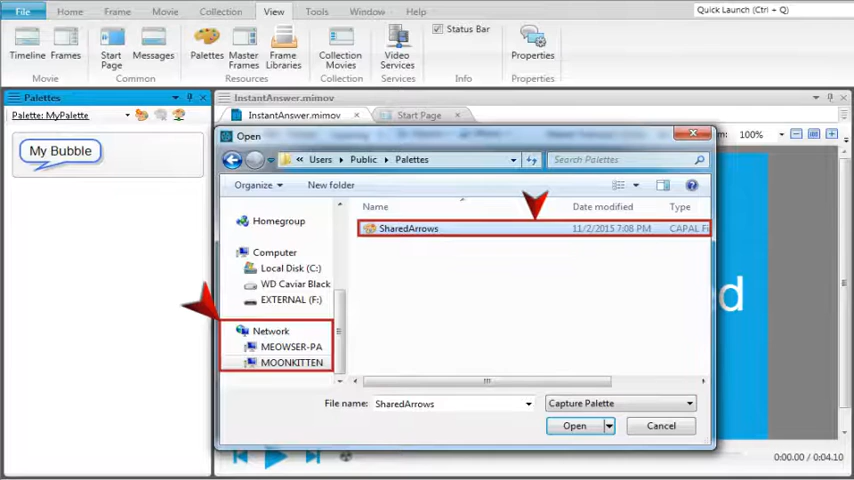 Quick Launch (Ctrl + Q)
File Home Frame Movie Collection View Tools Window Help
Timeline Frames Start Page Messages Palettes Master Frames Frame Libraries Collection Movies Video Services Status Bar Properties
Movie Common Resources Collection Services Info Properties
Palettes
InstantAnswer.mimov
Palette: MyPalette
InstantAnswer.mimov × Start Page
My Bubble
Open
100%
« Users Public Palettes
Search Palettes
Organize New folder
Name Date modified Type
SharedArrows 11/2/2015 7:08 PM CAPAL Fi
Homegroup
Computer
Local Disk (C:)
WD Caviar Black
EXTERNAL (F:)
Network
MEOWSER-PA
MOONKITTEN
d
File name: SharedArrows Capture Palette
Open Cancel
0:00.00 / 0:04.10